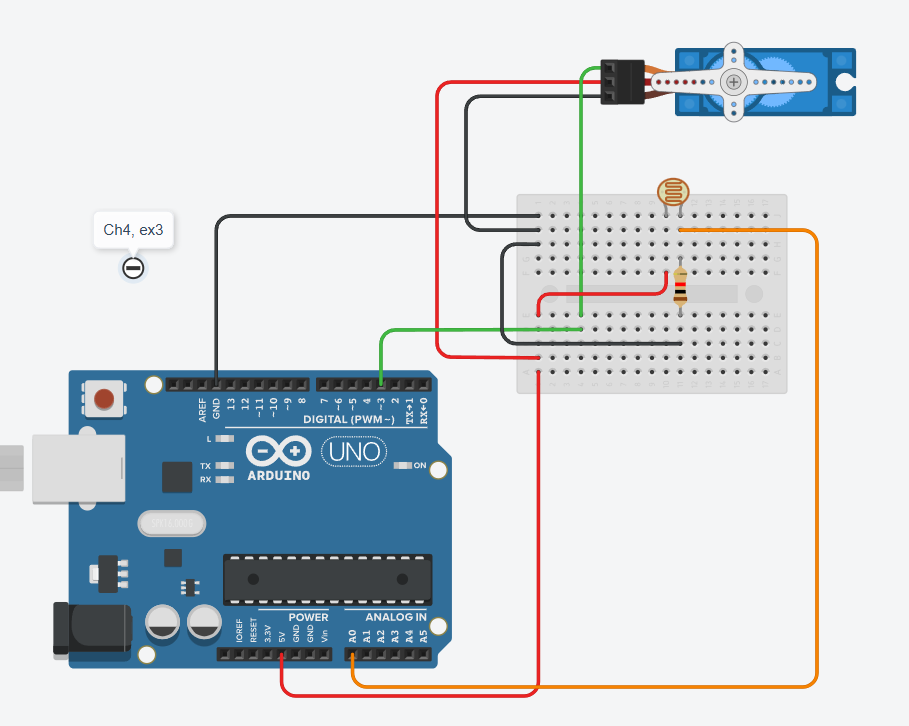 Ch4, ex3
AREF
GND
13
12
~11
~10
~9
8
7
~6
~5
4
~3
2
TX→1
RX←0
DIGITAL (PWM~)
L
TX
RX
ARDUINO
UNO
ON
POWER
ANALOG IN
IOREF
RESET
3.3V
5V
GND
GND
Vin
A0
A1
A2
A3
A4
A5